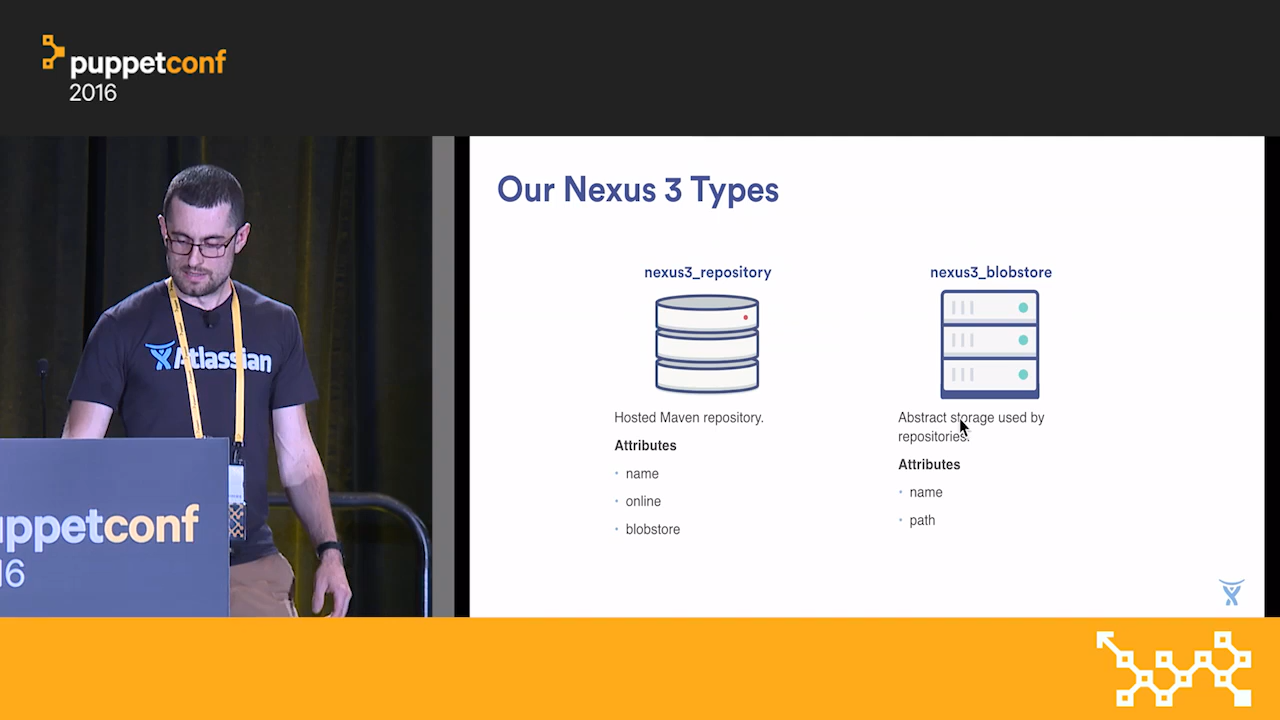 puppetconf
2016
Atlassian
uppetconf
16
Our Nexus 3 Types
nexus3_repository
Hosted Maven repository.
Attributes
name
online
blobstore
nexus3_blobstore
Abstract storage used by
repositories.
Attributes
name
path